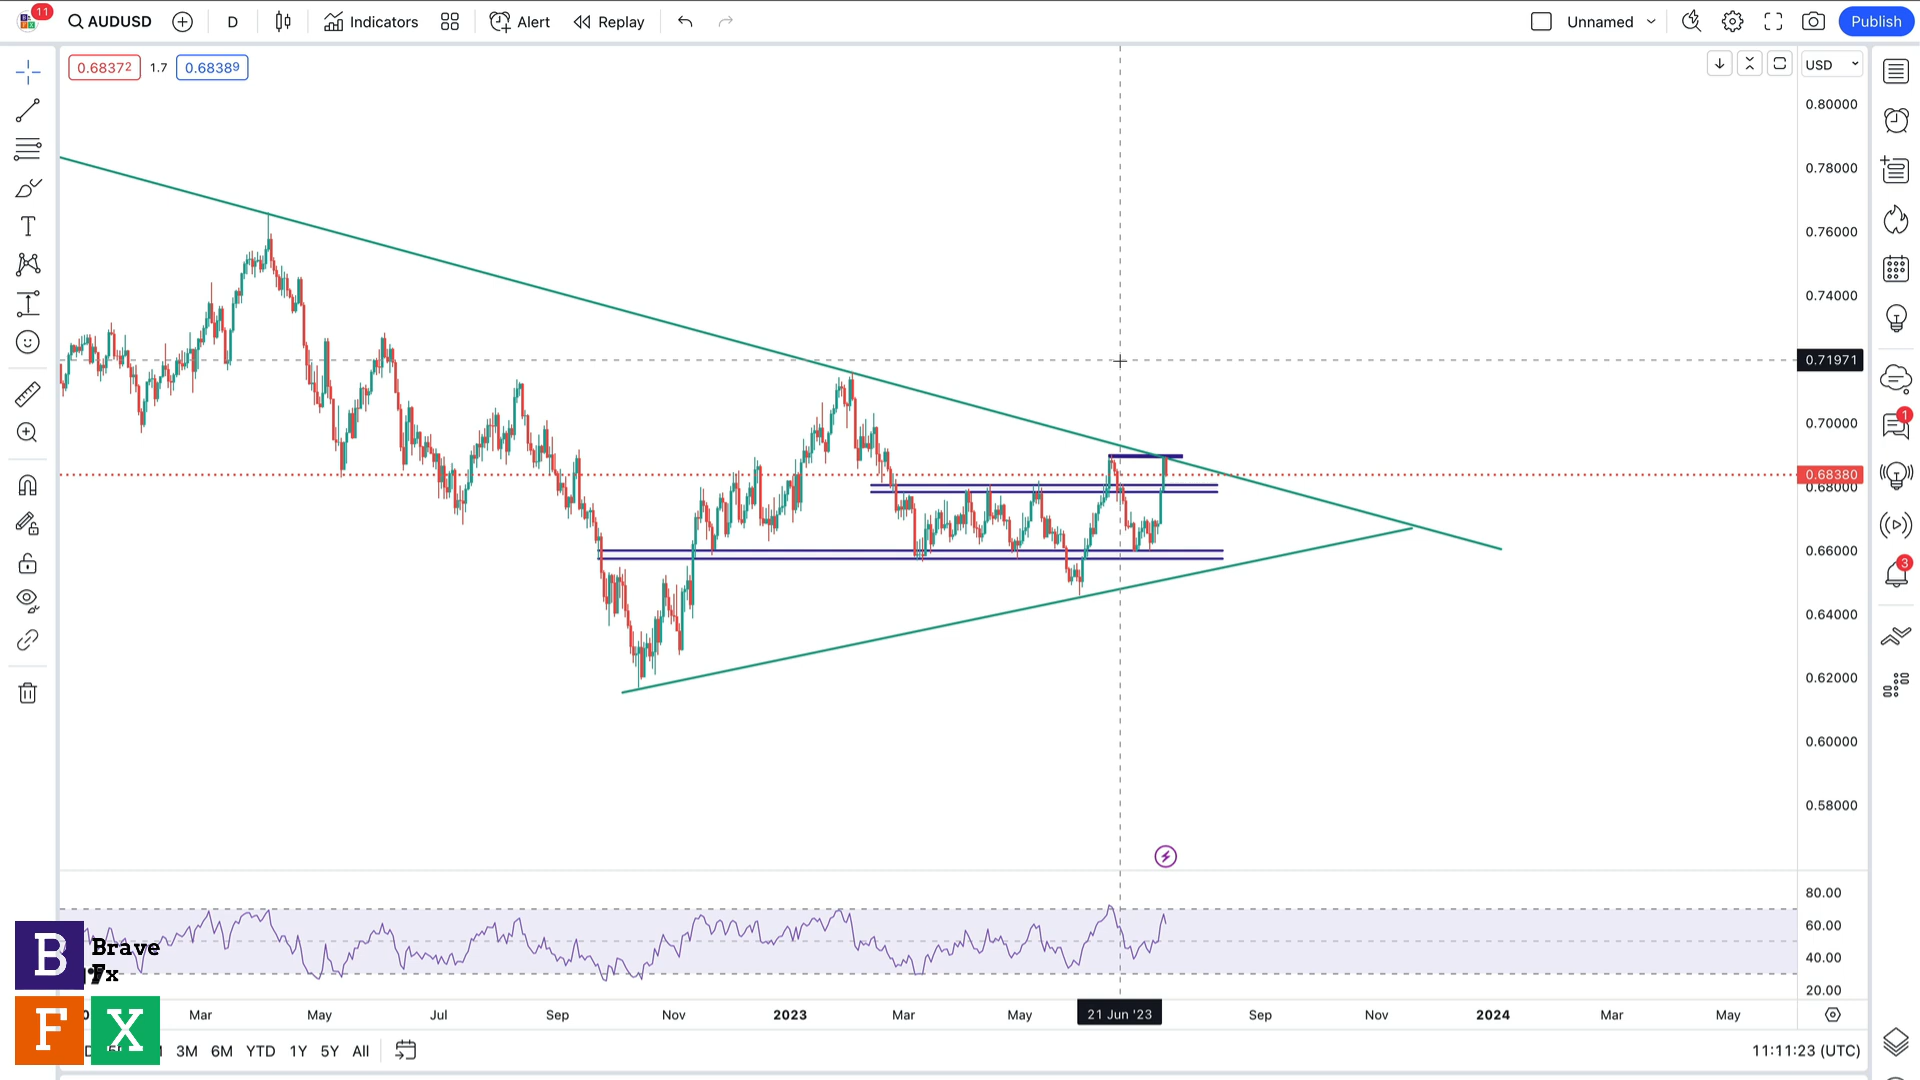 11
AUDUSD
D
Indicators
Alert
Replay
Unnamed
Publish
0.68372
1.7
0.68389
USD
0.80000
0.78000
0.76000
0.74000
0.71971
0.70000
0.68380
0.68000
0.66000
0.64000
0.62000
0.60000
0.58000
80.00
60.00
40.00
20.00
1
3
B
Brave
Fx
F X
Mar
May
Jul
Sep
Nov
2023
Mar
May
21 Jun '23
Sep
Nov
2024
Mar
May
3M
6M
YTD
1Y
5Y
All
11:11:23 (UTC)